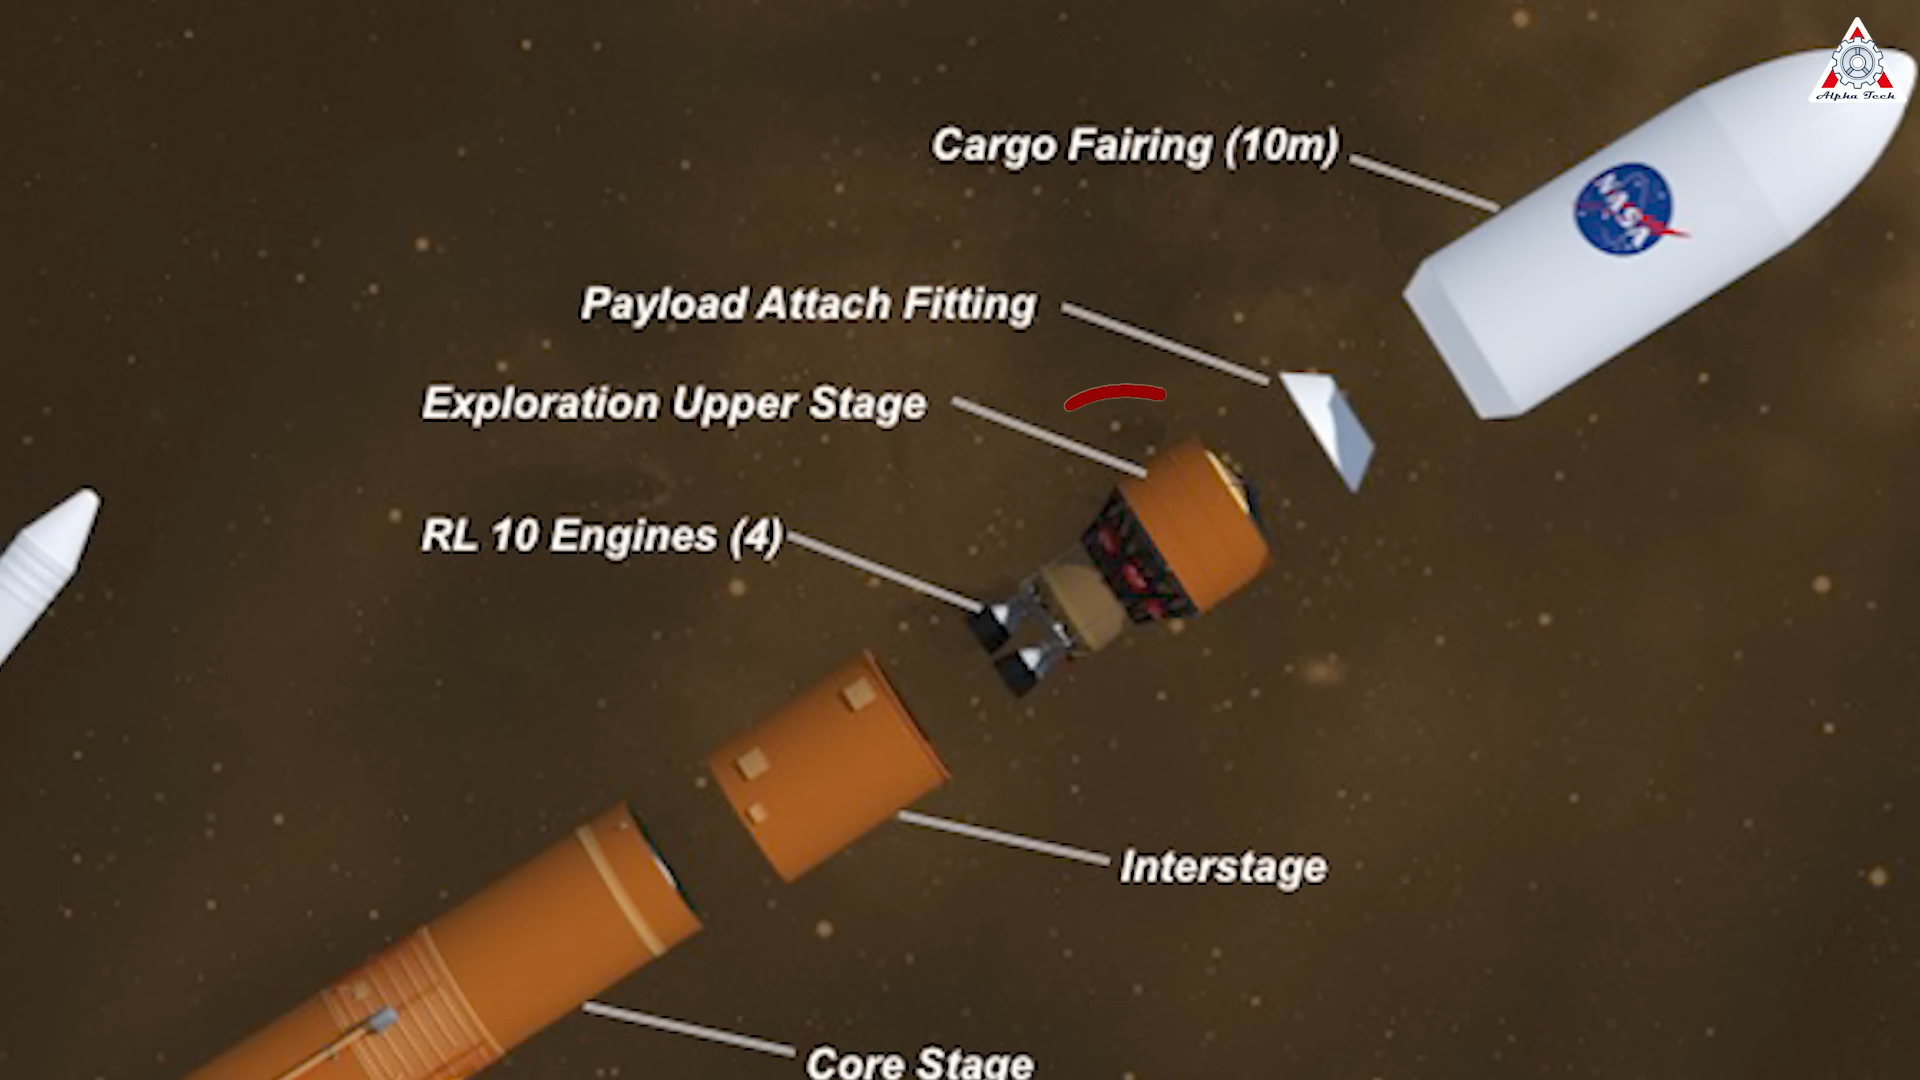 Alpha Tech
Cargo Fairing (10m)
NASA
Payload Attach Fitting
Exploration Upper Stage
RL 10 Engines (4)
Interstage
Core Stage